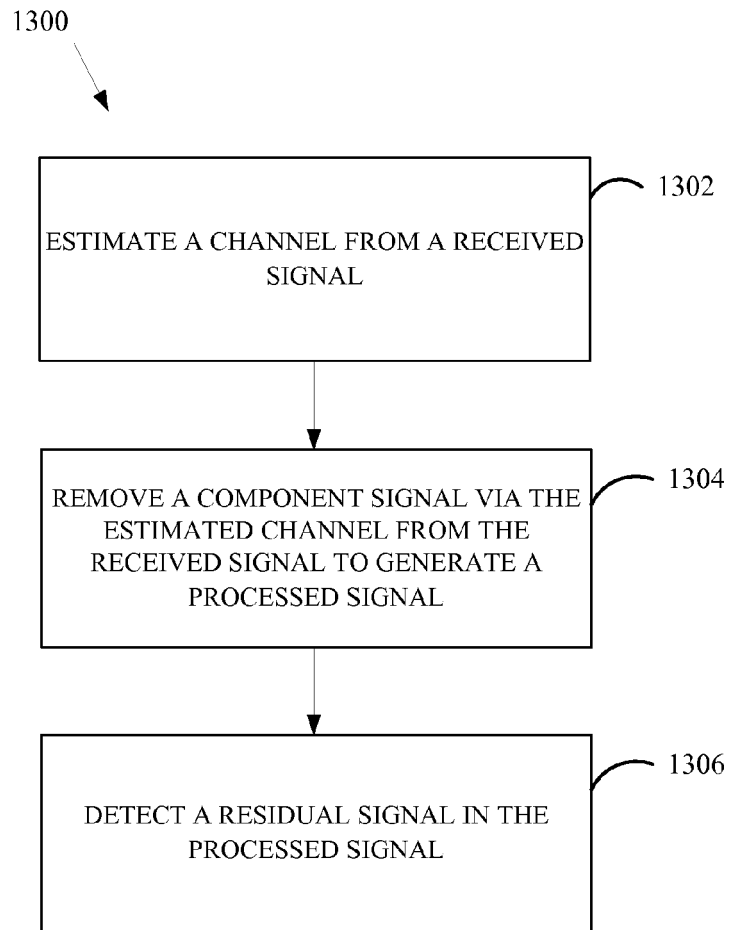 1300
1302
ESTIMATE A CHANNEL FROM A RECEIVED
SIGNAL
1304
REMOVE A COMPONENT SIGNAL VIA THE
ESTIMATED CHANNEL FROM THE
RECEIVED SIGNAL TO GENERATE A
PROCESSED SIGNAL
1306
DETECT A RESIDUAL SIGNAL IN THE
PROCESSED SIGNAL